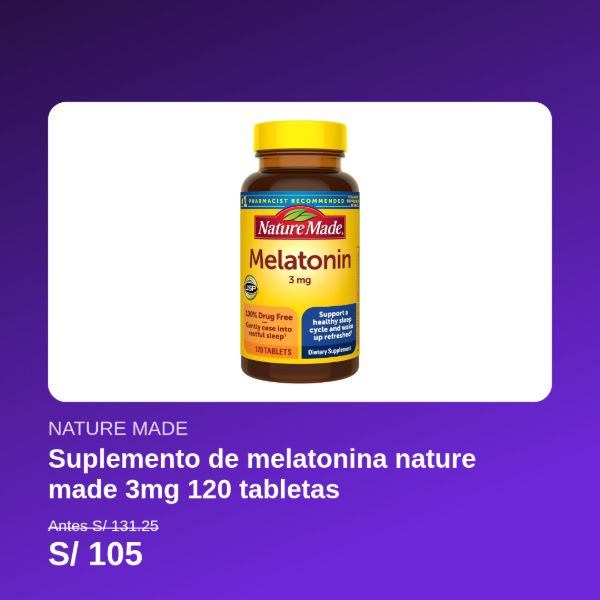 #1 PHARMACIST RECOMMENDED
Nature Made
Melatonin
3 mg
USP
100% Drug Free
Gently ease into
restful sleep†
120 TABLETS
Support a
healthy sleep
cycle and wake
up refreshed†
Dietary Supplement
NATURE MADE
Suplemento de melatonina nature
made 3mg 120 tabletas
Antes S/ 131.25
S/ 105